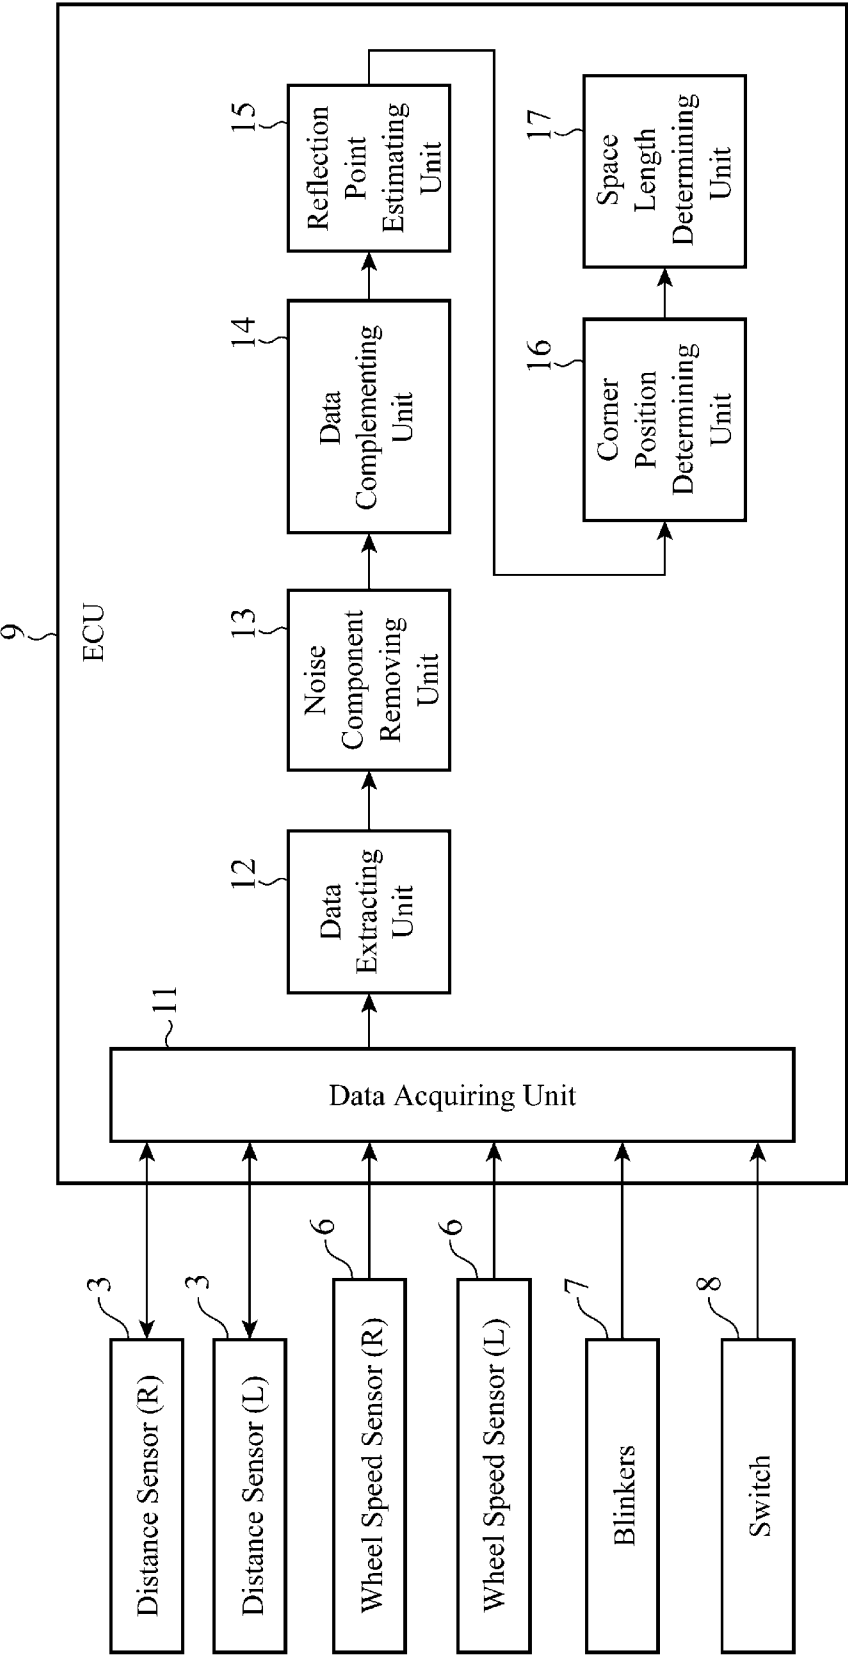 9
ECU
11
Data Acquiring Unit
12
Data
Extracting
Unit
13
Noise
Component
Removing
Unit
14
Data
Complementing
Unit
15
Reflection
Point
Estimating
Unit
16
Corner
Position
Determining
Unit
17
Space
Length
Determining
Unit
3
Distance Sensor (R)
3
Distance Sensor (L)
6
Wheel Speed Sensor (R)
6
Wheel Speed Sensor (L)
7
Blinkers
8
Switch